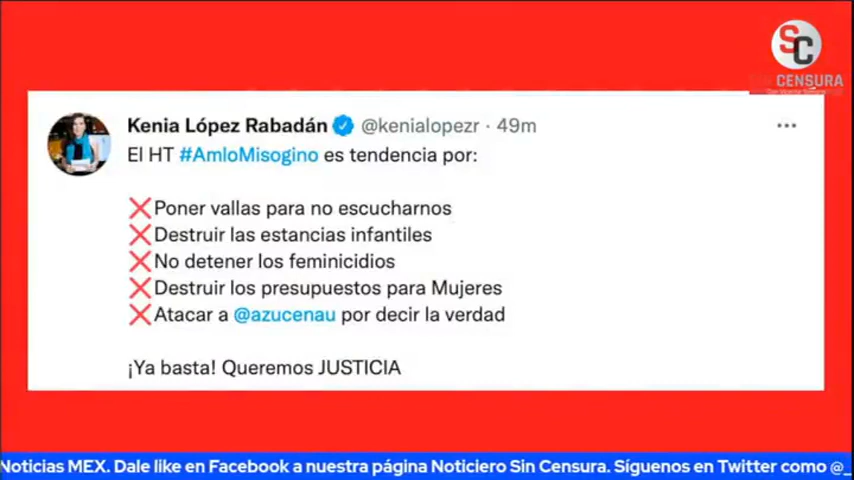 SC
SIN CENSURA
Kenia López Rabadán @kenialopezr · 49m
El HT #AmloMisogino es tendencia por:
❌Poner vallas para no escucharnos
❌Destruir las estancias infantiles
❌No detener los feminicidios
❌Destruir los presupuestos para Mujeres
❌Atacar a @azucenau por decir la verdad
¡Ya basta! Queremos JUSTICIA
Noticias MEX. Dale like en Facebook a nuestra página Noticiero Sin Censura. Síguenos en Twitter como @_